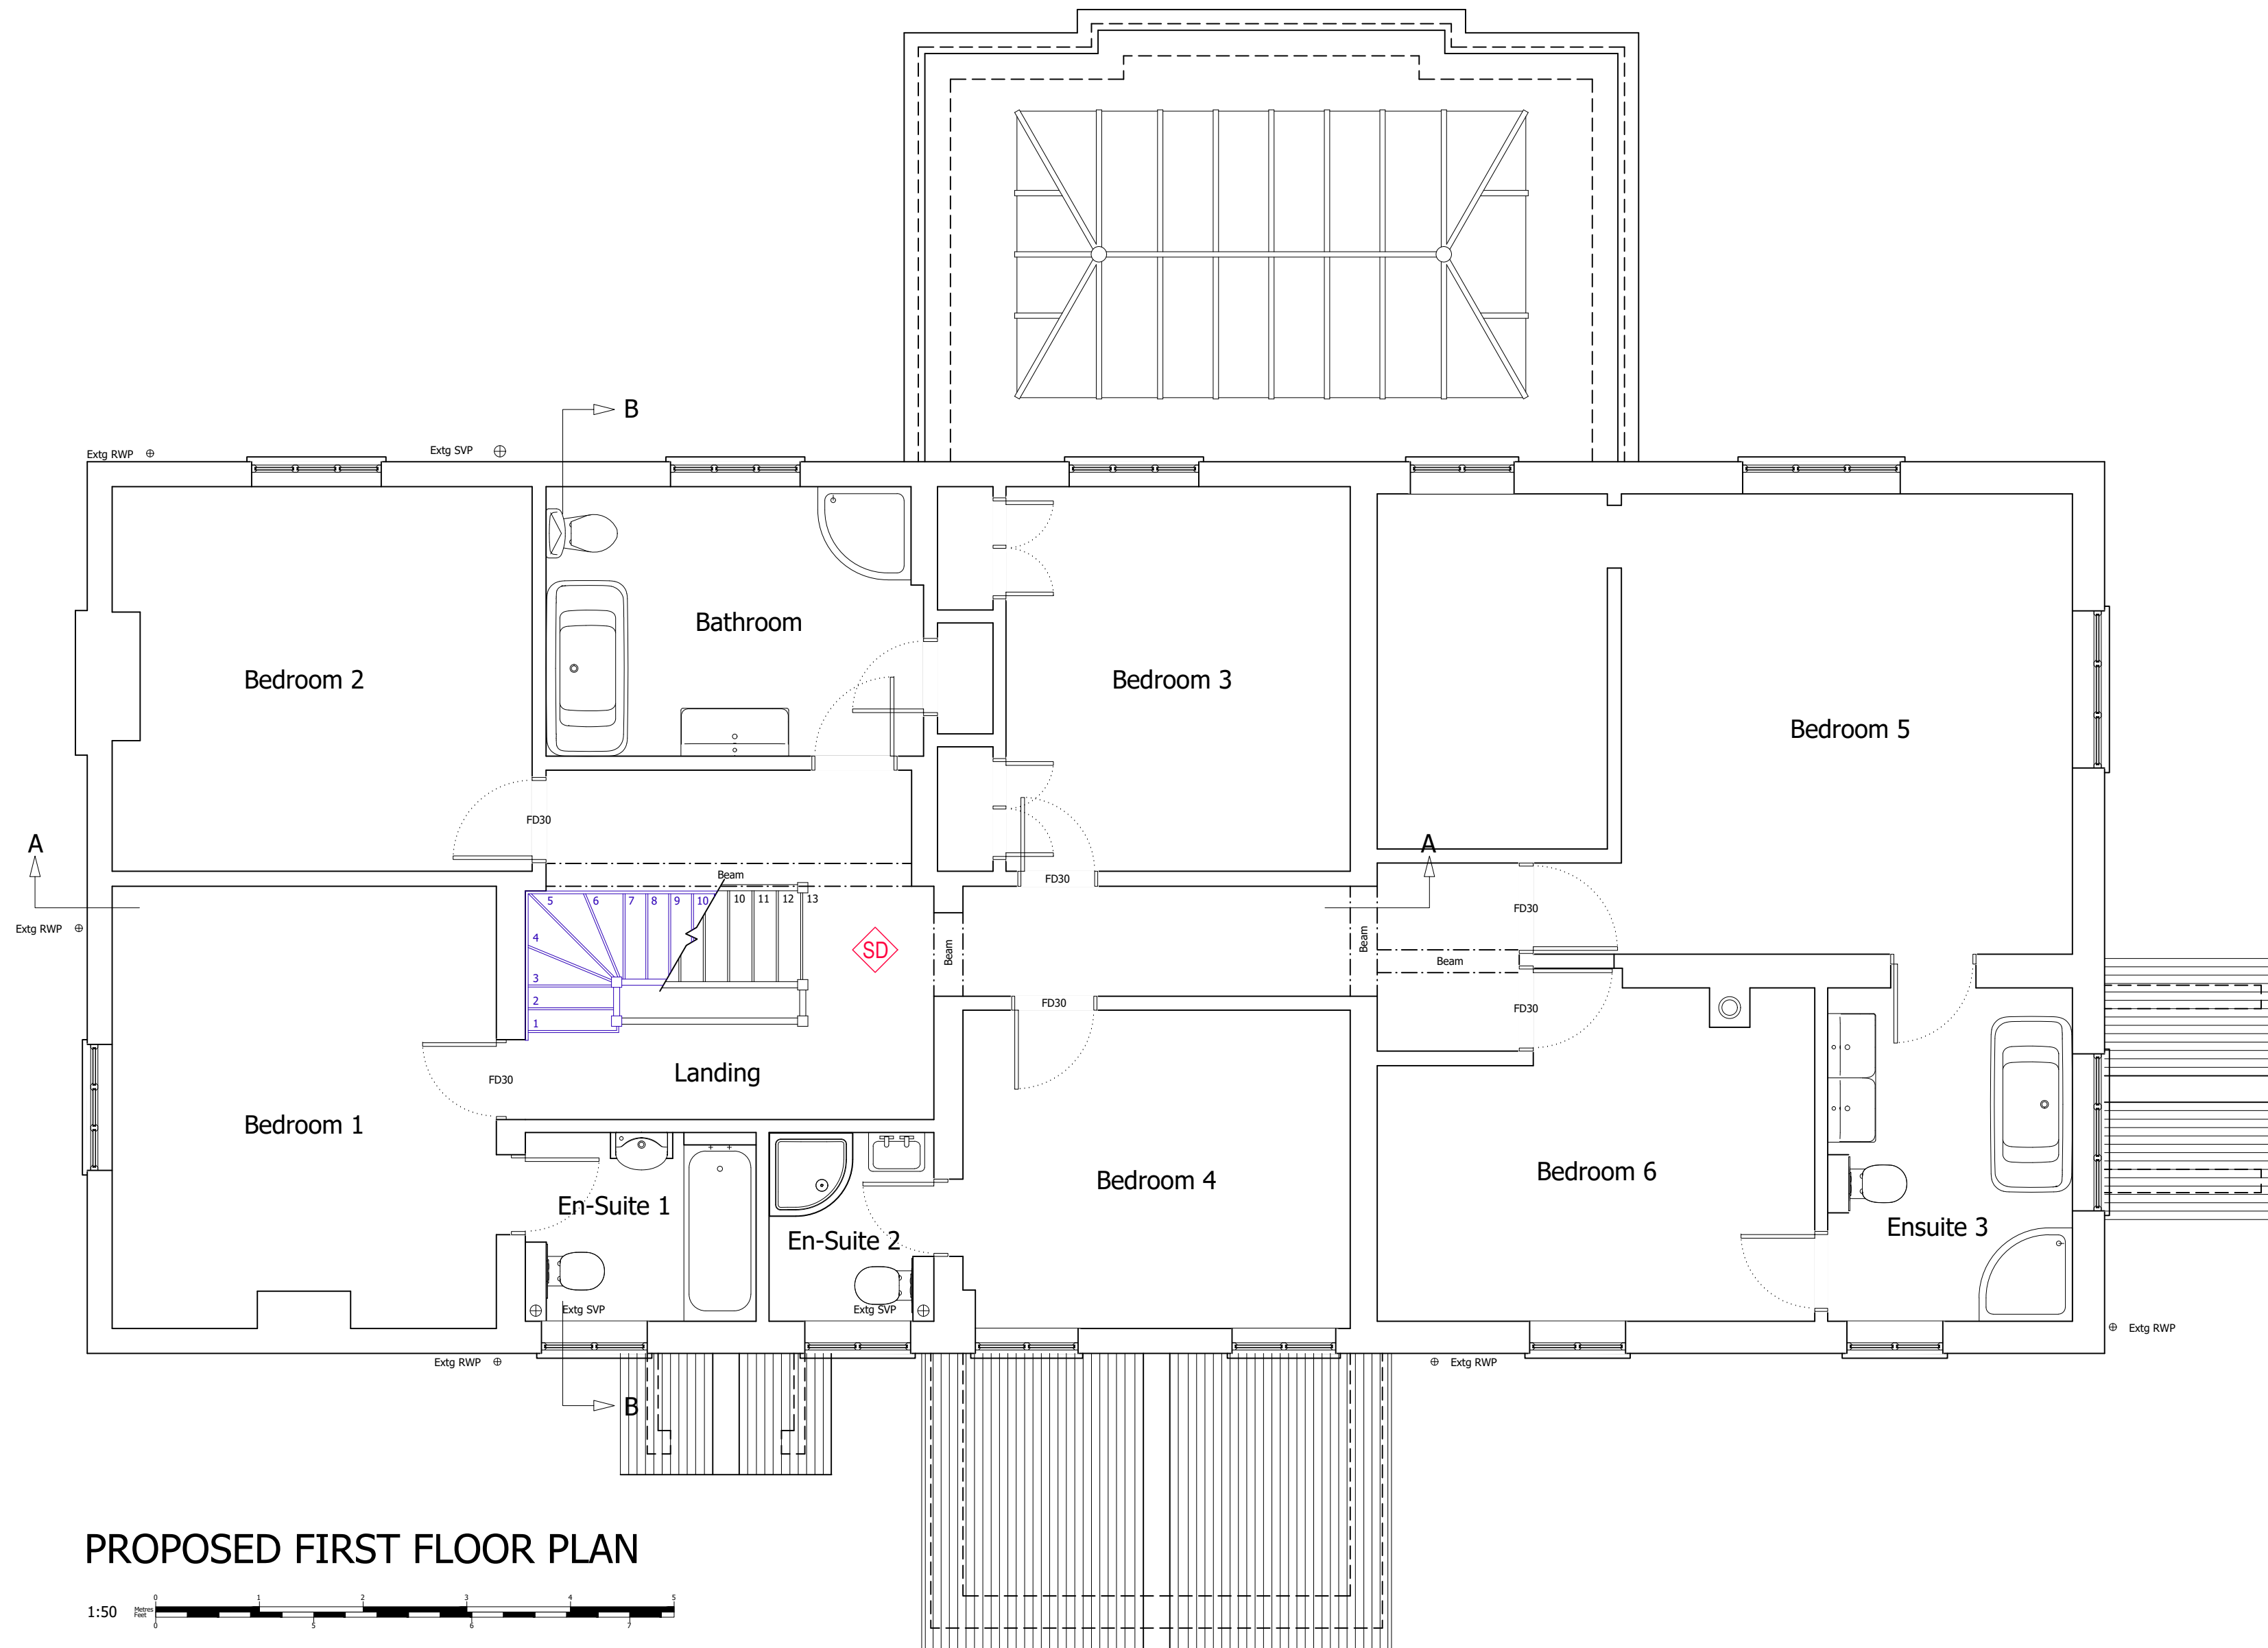 B
Extg RWP
Extg SVP
Bathroom
Bedroom 2
Bedroom 3
Bedroom 5
FD30
A
A
Beam
FD30
5 6 7 8 9 10 10 11 12 13
FD30
Extg RWP
4
SD
Beam
Beam
Beam
3
2
FD30
FD30
1
Landing
FD30
Bedroom 1
Bedroom 4
Bedroom 6
En-Suite 1
En-Suite 2
Ensuite 3
Extg SVP
Extg SVP
Extg RWP
Extg RWP
Extg RWP
B
PROPOSED FIRST FLOOR PLAN
0 1 2 3 4 5
1:50
Metres
Feet
0 5 6 7